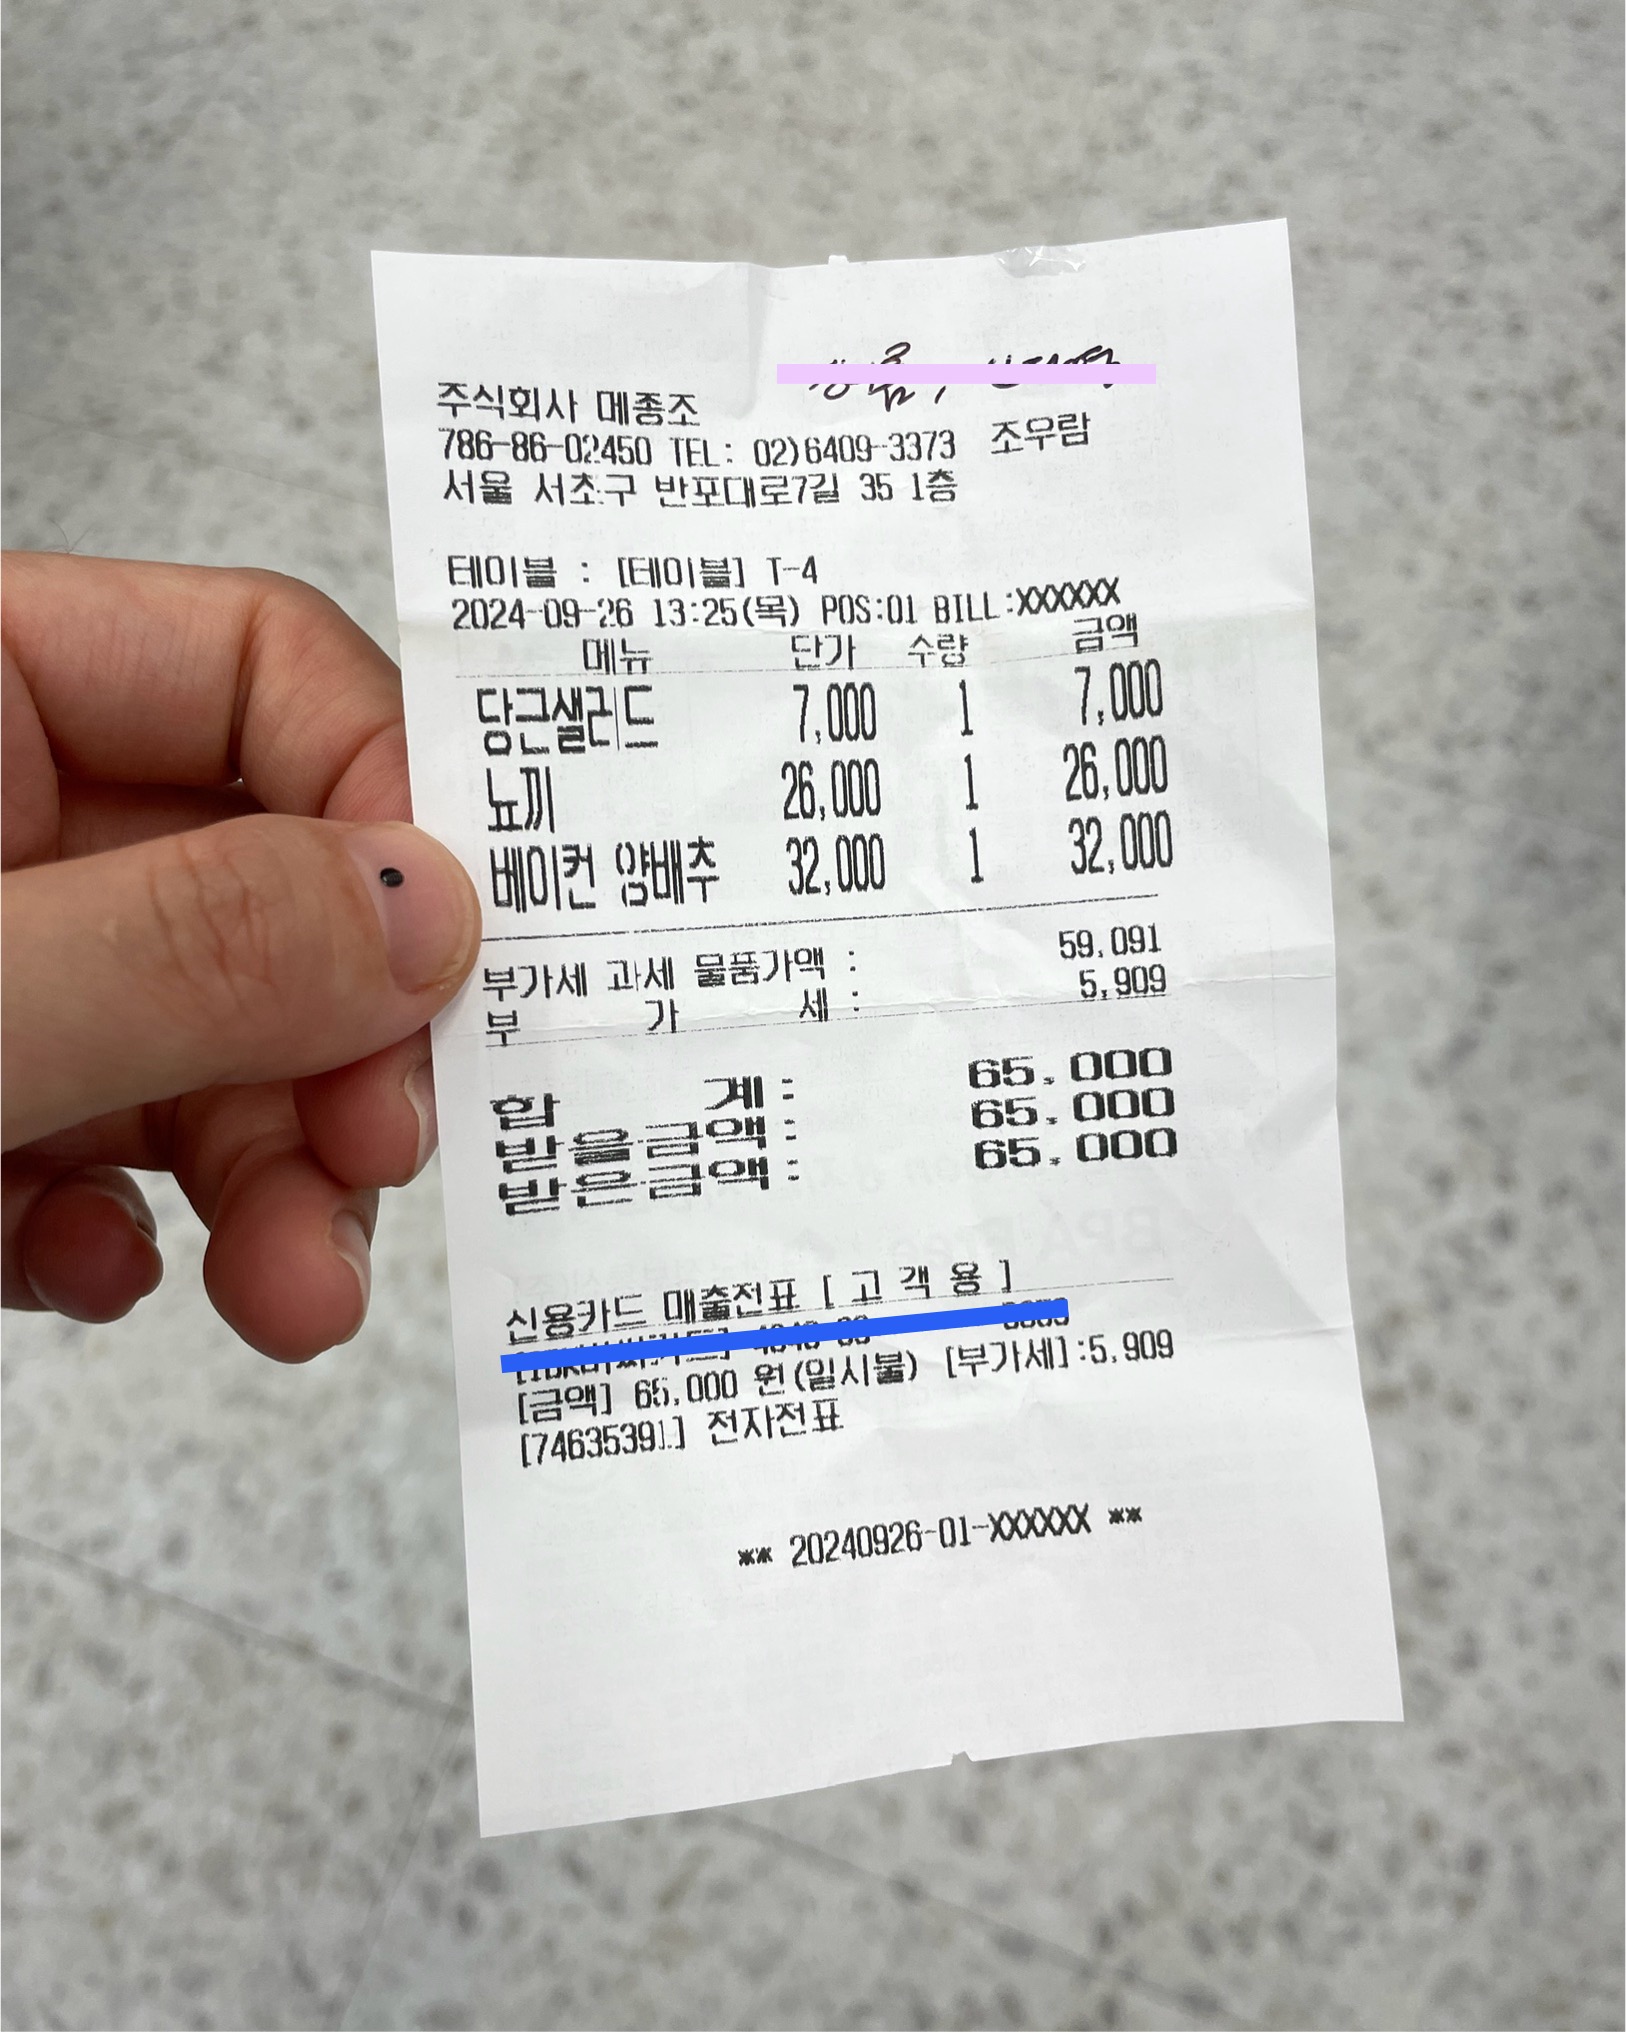 주식회사 메종조
786-86-02450 TEL: 02)6409-3373 조우람
서울 서초구 반포대로7길 35 1층
테이블 : [테이블] T-4
2024-09-26 13:25(목) POS:01 BILL:XXXXXX
메뉴 단가 수량 금액
당근샐러드 7,000 1 7,000
뇨끼 26,000 1 26,000
베이컨 양배추 32,000 1 32,000
부가세 과세 물품가액 : 59,091
부 가 세 : 5,909
합 계 : 65,000
받을금액 : 65,000
받은금액 : 65,000
신용카드 매출전표 [ 고 객 용 ]
[금액] 65,000 원(일시불) [부가세]:5,909
[74635391] 전자전표
** 20240926-01-XXXXXX **